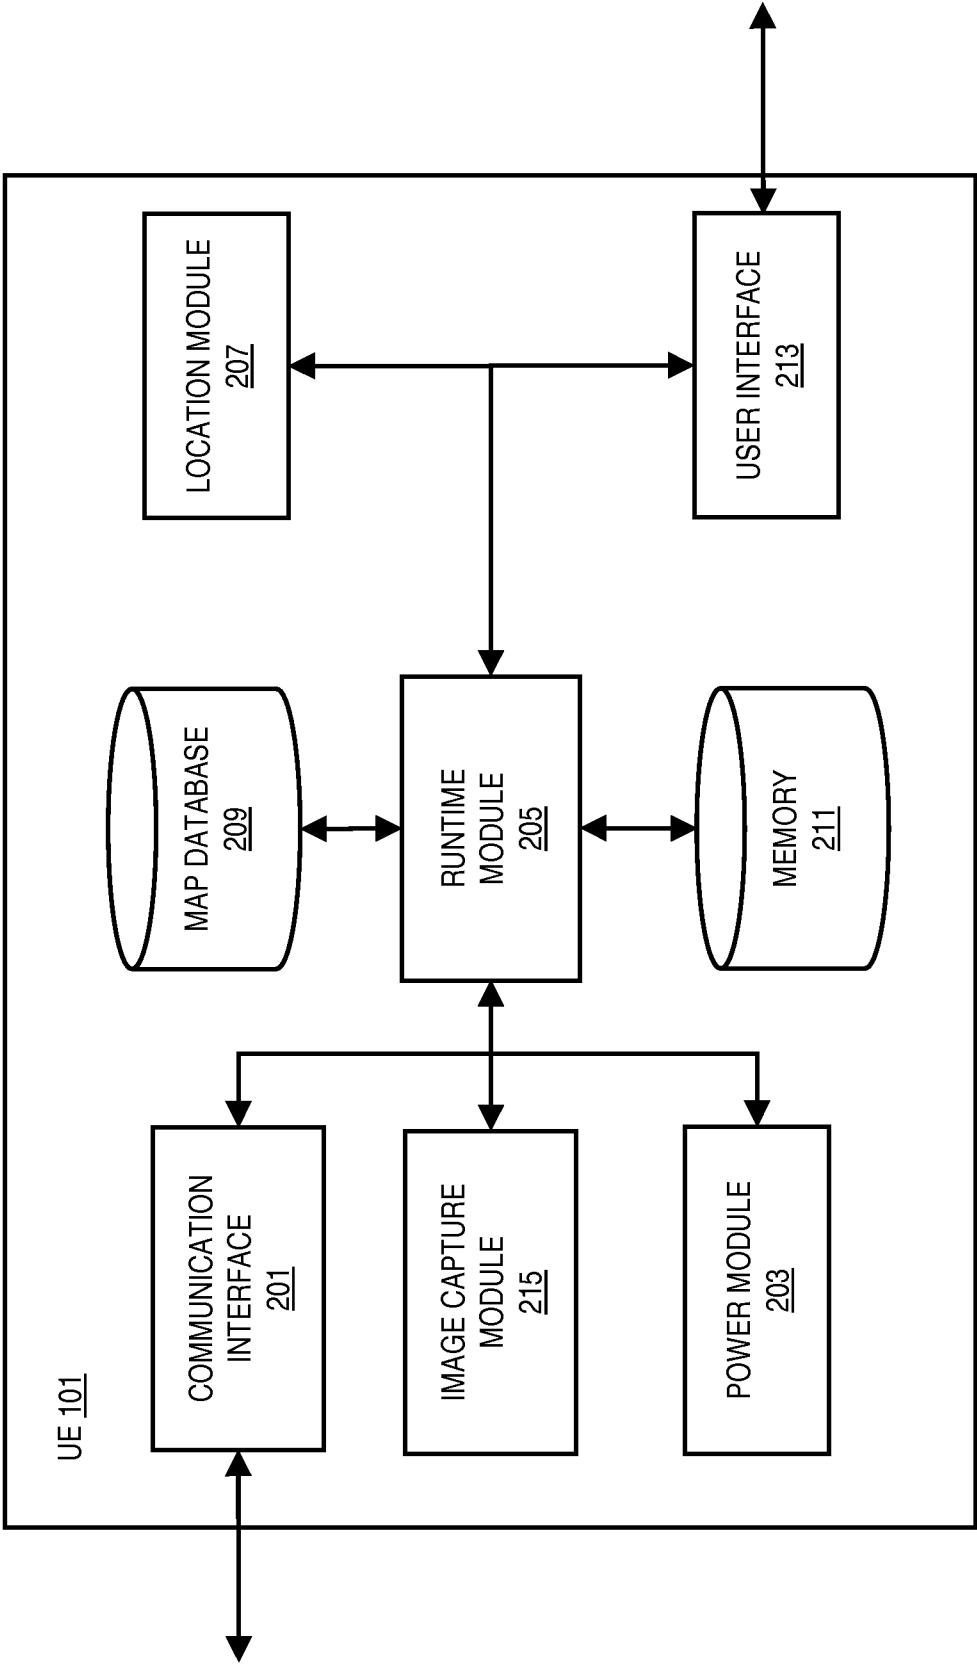 UE 101
COMMUNICATION
INTERFACE
201
MAP DATABASE
209
LOCATION MODULE
207
IMAGE CAPTURE
MODULE
215
RUNTIME
MODULE
205
POWER MODULE
203
MEMORY
211
USER INTERFACE
213